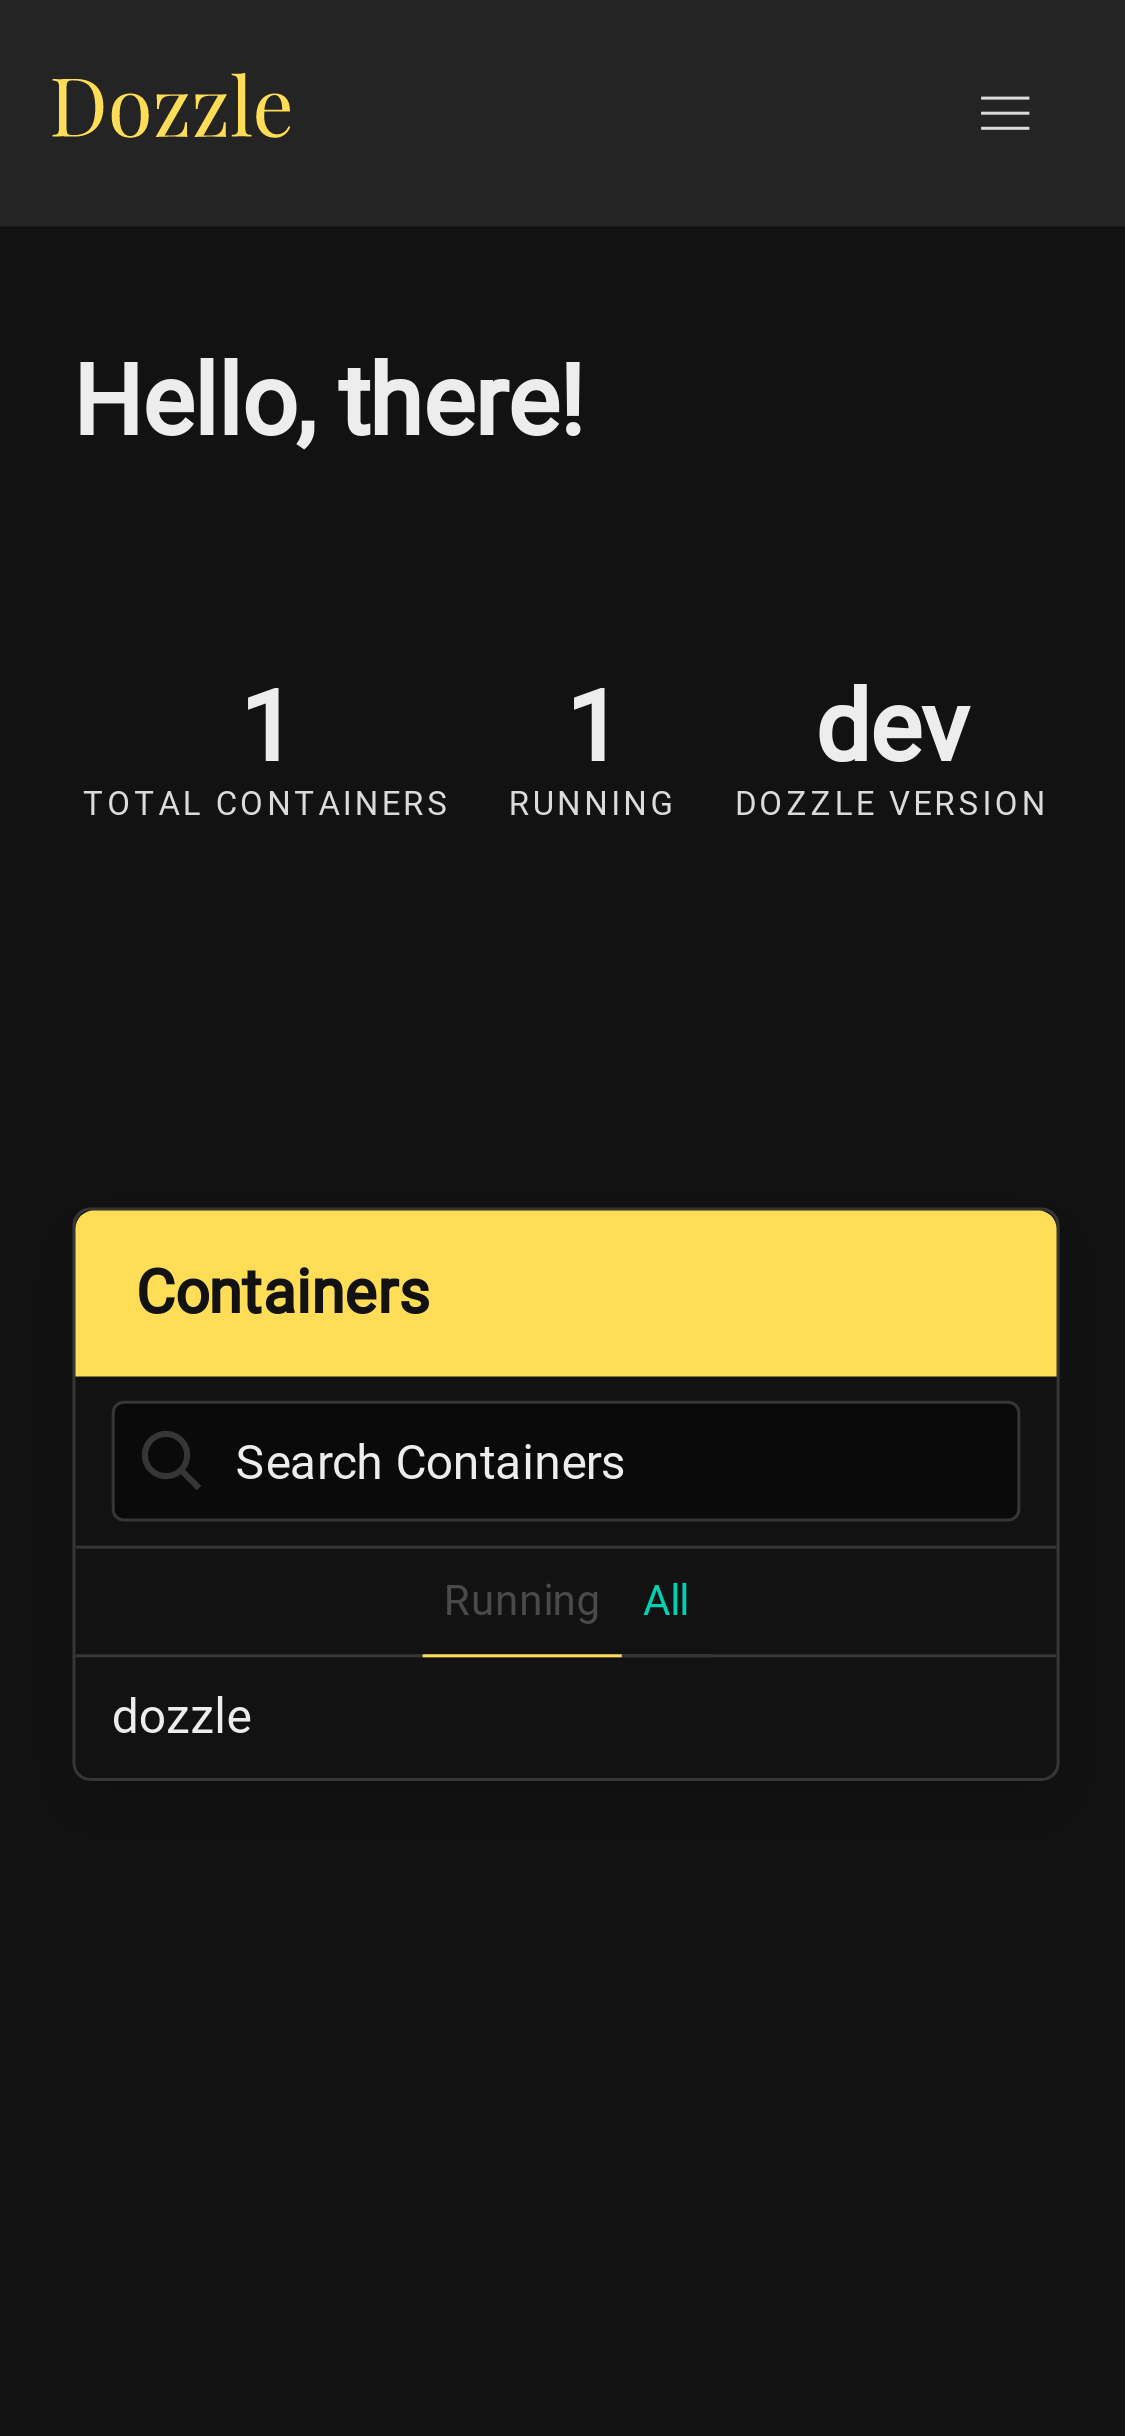 Dozzle
Hello, there!
1
TOTAL CONTAINERS
1
RUNNING
dev
DOZZLE VERSION
Containers
Search Containers
Running All
dozzle